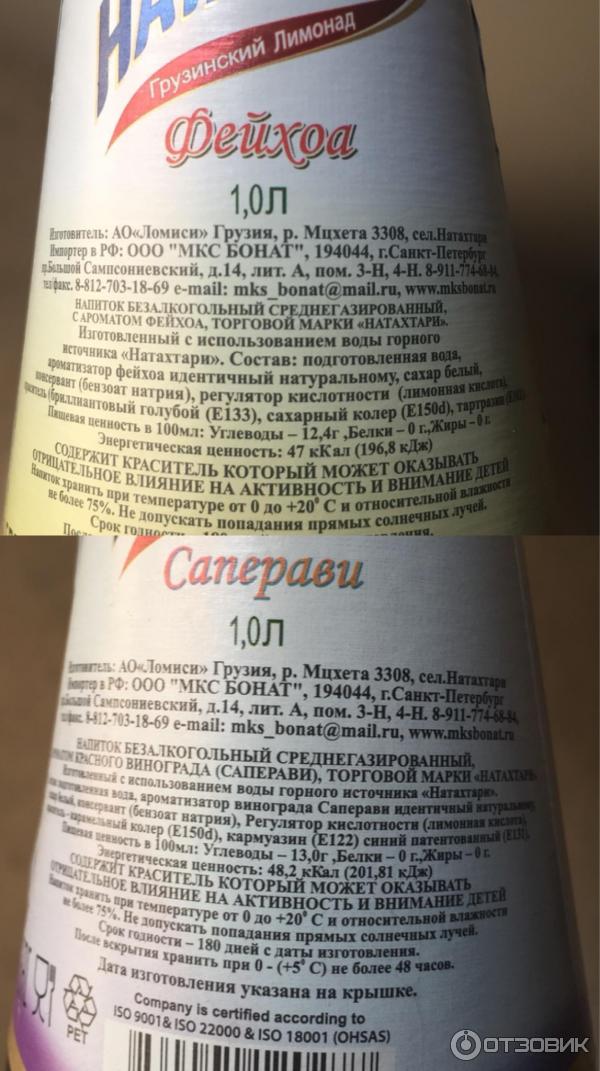 Грузинский Лимонад
Фейхоа
1,0Л
Изготовитель: АО«Ломиси» Грузия, р. Мцхета 3308, сел.Натахтари
Импортер в РФ: ООО "МКС БОНАТ", 194044, г.Санкт-Петербург
пр.Большой Сампсониевский, д.14, лит. А, пом. 3-Н, 4-Н. 8-911-774-68-84,
тел/факс. 8-812-703-18-69 e-mail: mks_bonat@mail.ru, www.mksbonat.ru
НАПИТОК БЕЗАЛКОГОЛЬНЫЙ СРЕДНЕГАЗИРОВАННЫЙ,
С АРОМАТОМ ФЕЙХОА, ТОРГОВОЙ МАРКИ «НАТАХТАРИ».
Изготовленный с использованием воды горного
источника «Натахтари». Состав: подготовленная вода,
ароматизатор фейхоа идентичный натуральному, сахар белый,
консервант (бензоат натрия), регулятор кислотности (лимонная кислота),
краситель (бриллиантовый голубой (Е133), сахарный колер (Е150d), тартразин
Пищевая ценность в 100мл: Углеводы – 12,4г ,Белки – 0 г.,Жиры – 0 г.
Энергетическая ценность: 47 кКал (196,8 кДж)
СОДЕРЖИТ КРАСИТЕЛЬ КОТОРЫЙ МОЖЕТ ОКАЗЫВАТЬ
ОТРИЦАТЕЛЬНОЕ ВЛИЯНИЕ НА АКТИВНОСТЬ И ВНИМАНИЕ ДЕТЕЙ
Напиток хранить при температуре от 0 до +20° С и относительной влажности
не более 75%. Не допускать попадания прямых солнечных лучей.
Срок годности
Саперави
1,0Л
Изготовитель: АО«Ломиси» Грузия, р. Мцхета 3308, сел.Натахтари
Импортер в РФ: ООО "МКС БОНАТ", 194044, г.Санкт-Петербург
пр.Большой Сампсониевский, д.14, лит. А, пом. 3-Н, 4-Н. 8-911-774-68-84,
тел/факс. 8-812-703-18-69 e-mail: mks_bonat@mail.ru, www.mksbonat.ru
НАПИТОК БЕЗАЛКОГОЛЬНЫЙ СРЕДНЕГАЗИРОВАННЫЙ,
АРОМАТОМ КРАСНОГО ВИНОГРАДА (САПЕРАВИ), ТОРГОВОЙ МАРКИ «НАТАХТАРИ»
Изготовленный с использованием воды горного источника «Натахтари».
вода, ароматизатор винограда Саперави идентичный натуральному,
белый, консервант (бензоат натрия), Регулятор кислотности (лимонная кислота),
карамельный колер (Е150d), кармуазин (Е122) синий патентованный (Е131).
Пищевая ценность в 100мл: Углеводы – 13,0г ,Белки – 0 г.,Жиры – 0 г.
Энергетическая ценность: 48,2 кКал (201,81 кДж)
СОДЕРЖИТ КРАСИТЕЛЬ КОТОРЫЙ МОЖЕТ ОКАЗЫВАТЬ
ОТРИЦАТЕЛЬНОЕ ВЛИЯНИЕ НА АКТИВНОСТЬ И ВНИМАНИЕ ДЕТЕЙ
Напиток хранить при температуре от 0 до +20° С и относительной влажности
не более 75%. Не допускать попадания прямых солнечных лучей.
Срок годности – 180 дней с даты изготовления.
После вскрытия хранить при 0 - (+5° С) не более 48 часов.
Дата изготовления указана на крышке.
PET
Company is certified according to
ISO 9001& ISO 22000 & ISO 18001 (OHSAS)
ОТЗОВИК